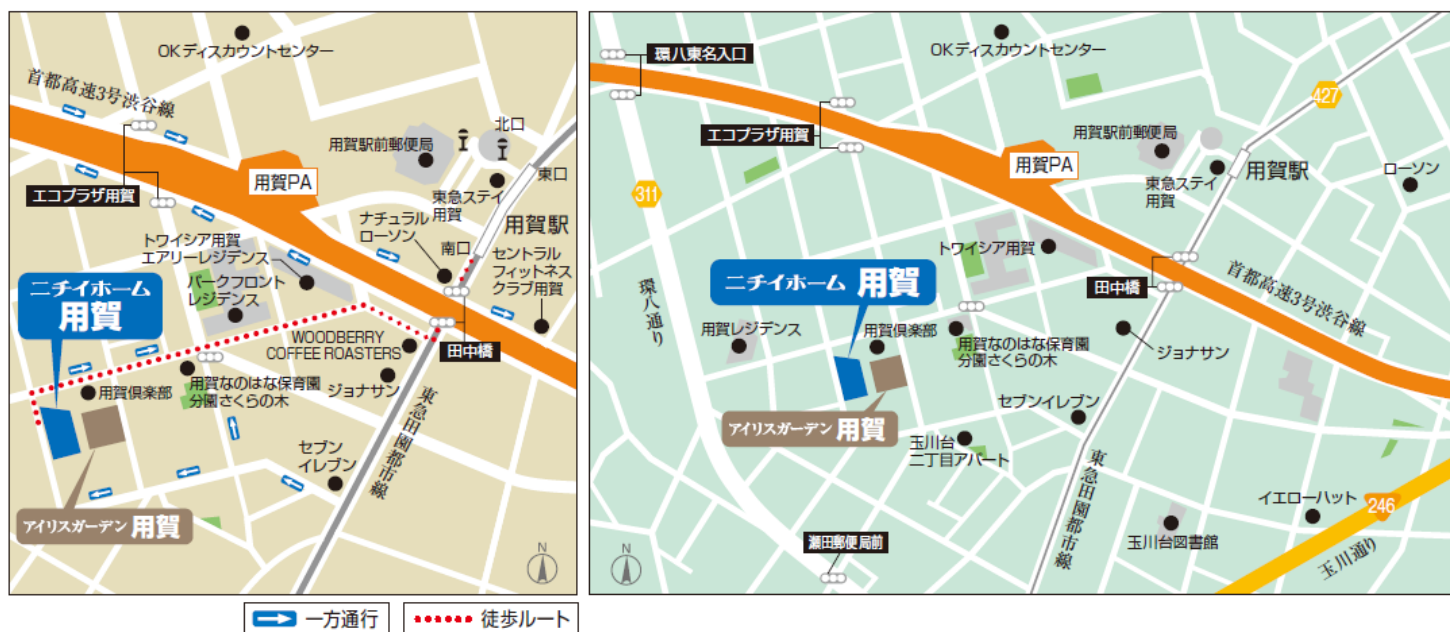 OKディスカウントセンター
首都高速3号渋谷線
北口
用賀駅前郵便局
用賀PA
東口
エコプラザ用賀
東急ステイ
用賀
用賀駅
ナチュラル
ローソン
南口
トワイシア用賀
エアリーレジデンス
セントラル
フィットネス
クラブ用賀
パークフロント
レジデンス
ニチイホーム
用賀
WOODBERRY
COFFEE ROASTERS
田中橋
用賀倶楽部
用賀なのはな保育園
分園さくらの木
ジョナサン
東急田園都市線
セブン
イレブン
アイリスガーデン 用賀
N
一方通行
徒歩ルート
OKディスカウントセンター
環八東名入口
427
エコプラザ用賀
用賀駅前郵便局
用賀PA
用賀駅
ローソン
東急ステイ
用賀
311
トワイシア用賀
ニチイホーム 用賀
田中橋
首都高速3号渋谷線
環八通り
用賀レジデンス
用賀倶楽部
用賀なのはな保育園
分園さくらの木
ジョナサン
アイリスガーデン 用賀
セブンイレブン
玉川台
二丁目アパート
東急田園都市線
イエローハット
246
瀬田郵便局前
玉川台図書館
玉川通り
N